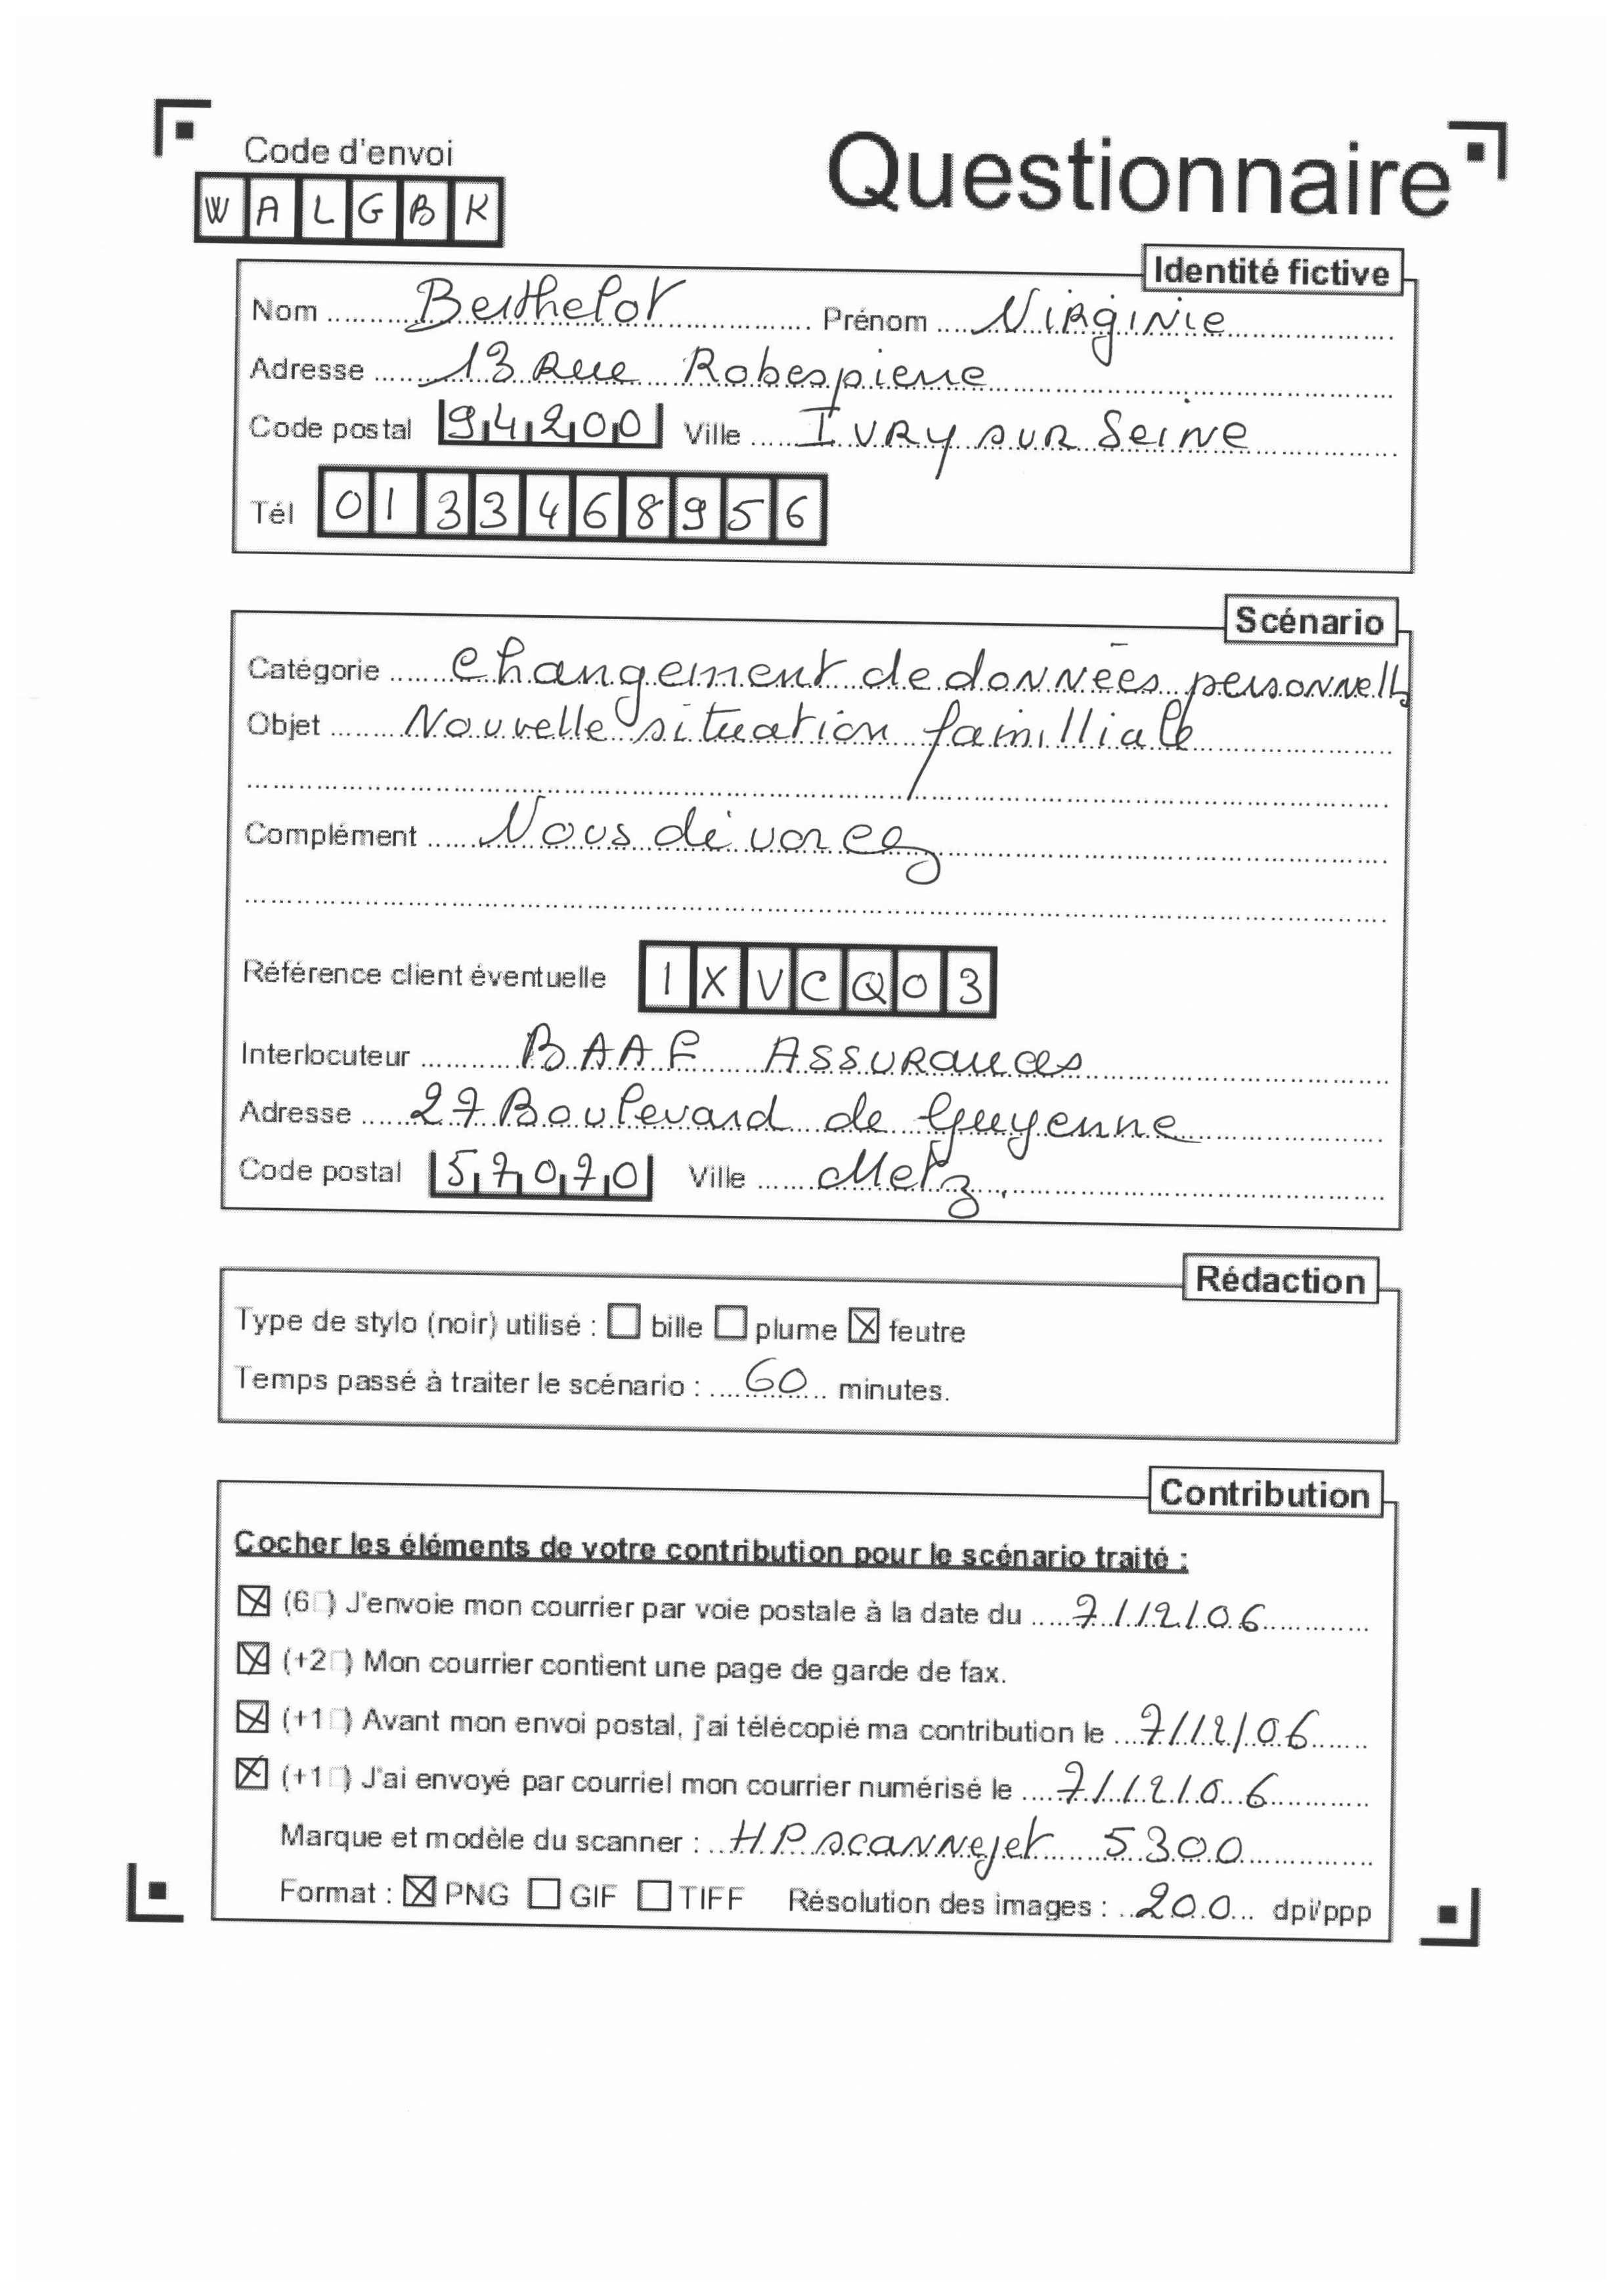 Code d'envoi
WALGBK
Questionnaire
Identité fictive
Nom Berthelot Prénom Virginie
Adresse 13 Rue Robespierre
Code postal 94200 Ville Ivry sur Seine
Tél 0133468956
Scénario
Catégorie Changement de données personnelles
Objet Nouvelle situation familliale
Complément Vous divorcez
Référence client éventuelle 1XVCQ03
Interlocuteur BAAF Assurances
Adresse 27 Boulevard de Guyenne
Code postal 57070 Ville Metz.
Rédaction
Type de stylo (noir) utilisé : ☐ bille ☐ plume ☒ feutre
Temps passé à traiter le scénario : 60 minutes.
Contribution
Cocher les éléments de votre contribution pour le scénario traité :
☒ (6□) J'envoie mon courrier par voie postale à la date du 7/12/06
☒ (+2□) Mon courrier contient une page de garde de fax.
☒ (+1□) Avant mon envoi postal, j'ai télécopié ma contribution le 7/12/06
☒ (+1□) J'ai envoyé par courriel mon courrier numérisé le 7/12/06
Marque et modèle du scanner : HP scannejet 5300
Format : ☒ PNG ☐ GIF ☐ TIFF Résolution des images : 200 dpi/ppp